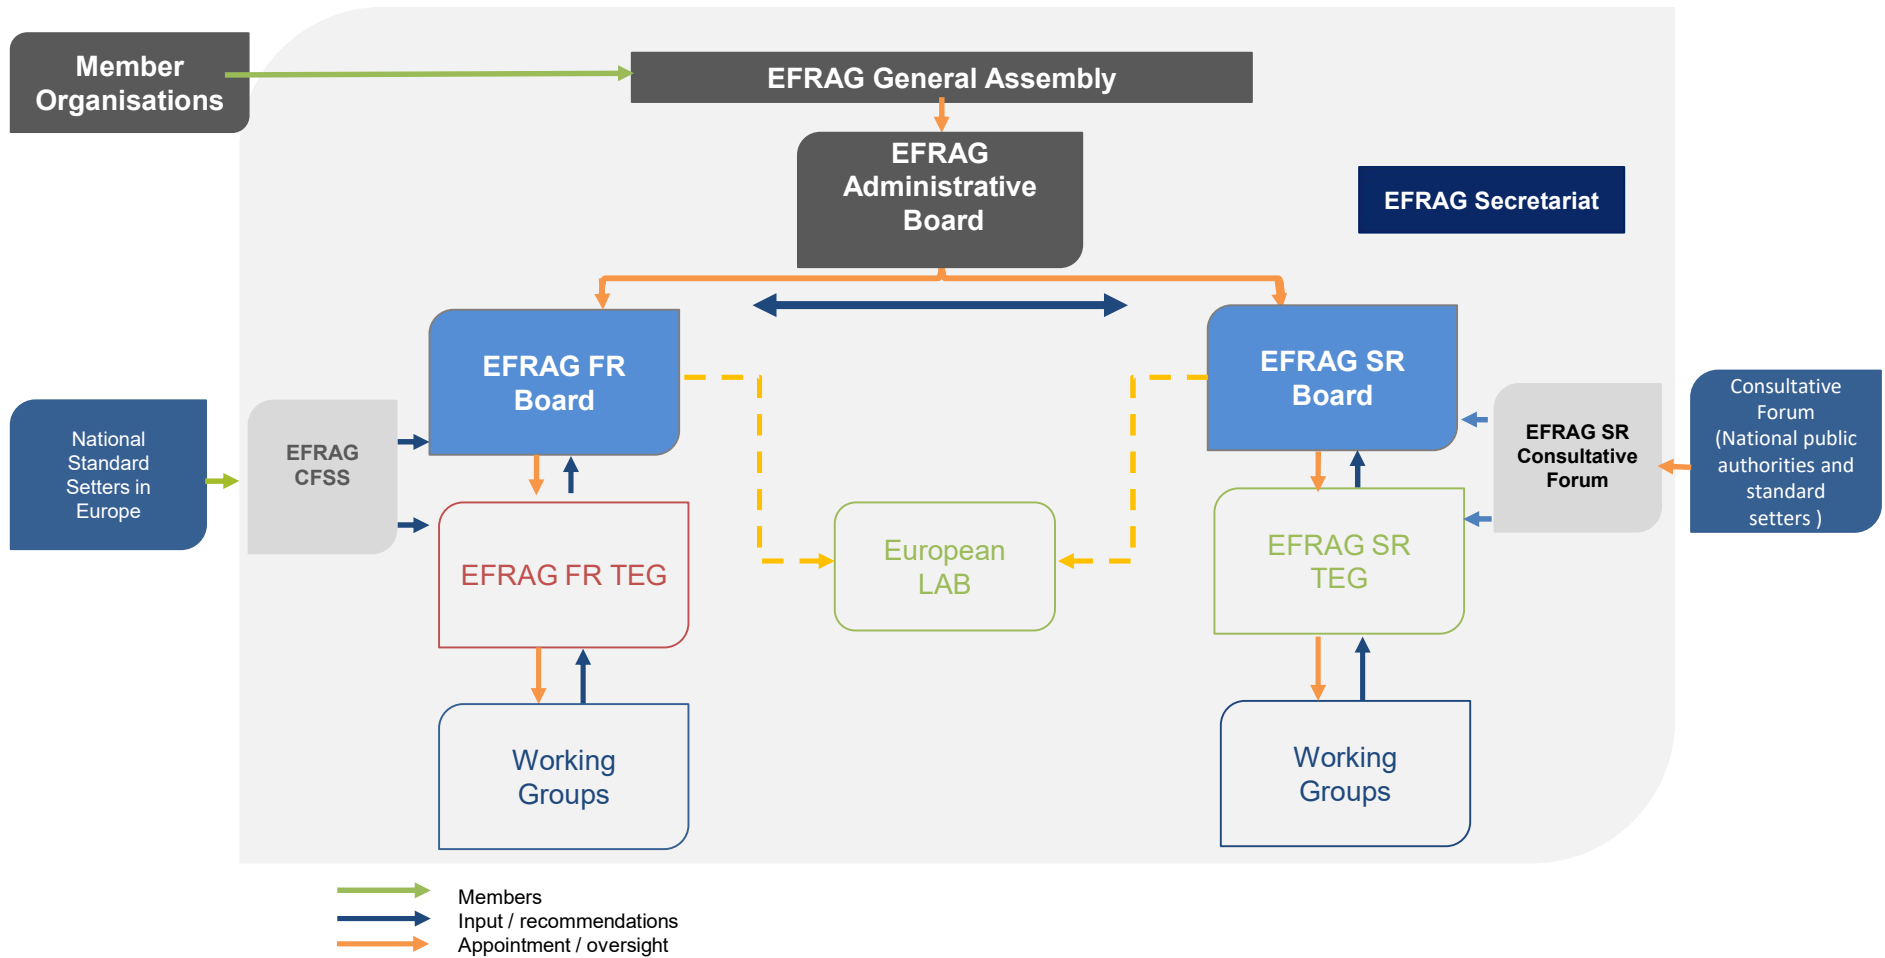 Member
Organisations
EFRAG General Assembly
EFRAG
Administrative
Board
EFRAG Secretariat
EFRAG FR
Board
EFRAG SR
Board
National
Standard
Setters in
Europe
EFRAG
CFSS
EFRAG SR
Consultative
Forum
Consultative
Forum
(National public
authorities and
standard
setters )
EFRAG FR TEG
European
LAB
EFRAG SR
TEG
Working
Groups
Working
Groups
Members
Input / recommendations
Appointment / oversight